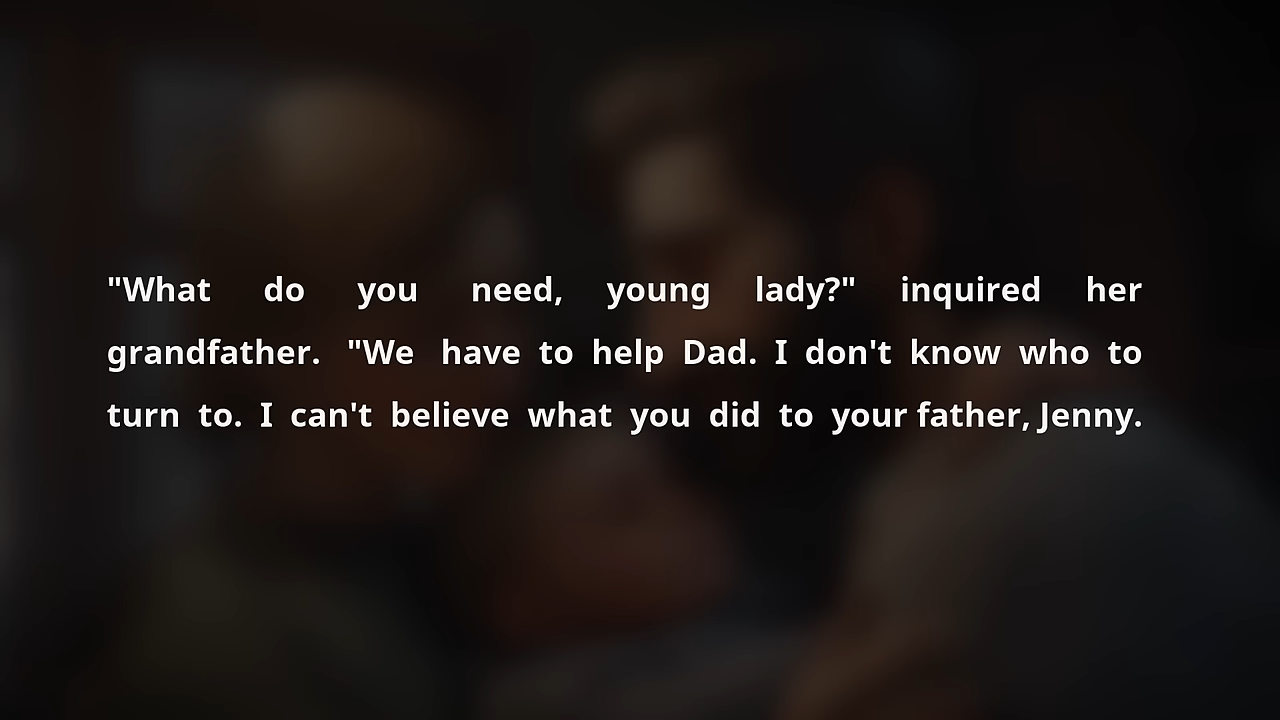 "What do you need, young lady?" inquired her
grandfather. "We have to help Dad. I don't know who to
turn to. I can't believe what you did to your father, Jenny.